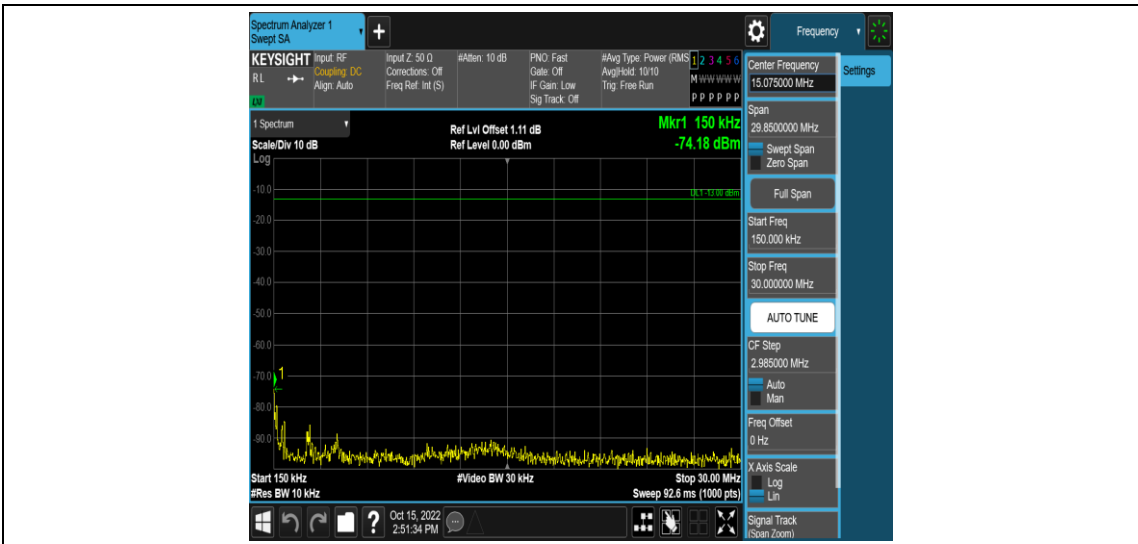 Spectrum Analyzer 1
Swept SA
+
Frequency
KEYSIGHT
RL
LXI
Input: RF
Coupling: DC
Align: Auto
Input Z: 50 Ω
Corrections: Off
Freq Ref: Int (S)
#Atten: 10 dB
PNO: Fast
Gate: Off
IF Gain: Low
Sig Track: Off
#Avg Type: Power (RMS
Avg|Hold: 10/10
Trig: Free Run
1 2 3 4 5 6
M W W W W W
P P P P P P
1 Spectrum
Scale/Div 10 dB
Log
Ref Lvl Offset 1.11 dB
Ref Level 0.00 dBm
Mkr1 150 kHz
-74.18 dBm
-10.0
DL1 -13.00 dBm
-20.0
-30.0
-40.0
-50.0
-60.0
-70.0
1
-80.0
-90.0
Start 150 kHz
#Video BW 30 kHz
Stop 30.00 MHz
#Res BW 10 kHz
Sweep 92.6 ms (1000 pts)
?
Oct 15, 2022
2:51:34 PM
Center Frequency
15.075000 MHz
Settings
Span
29.8500000 MHz
Swept Span
Zero Span
Full Span
Start Freq
150.000 kHz
Stop Freq
30.000000 MHz
AUTO TUNE
CF Step
2.985000 MHz
Auto
Man
Freq Offset
0 Hz
X Axis Scale
Log
Lin
Signal Track
(Span Zoom)